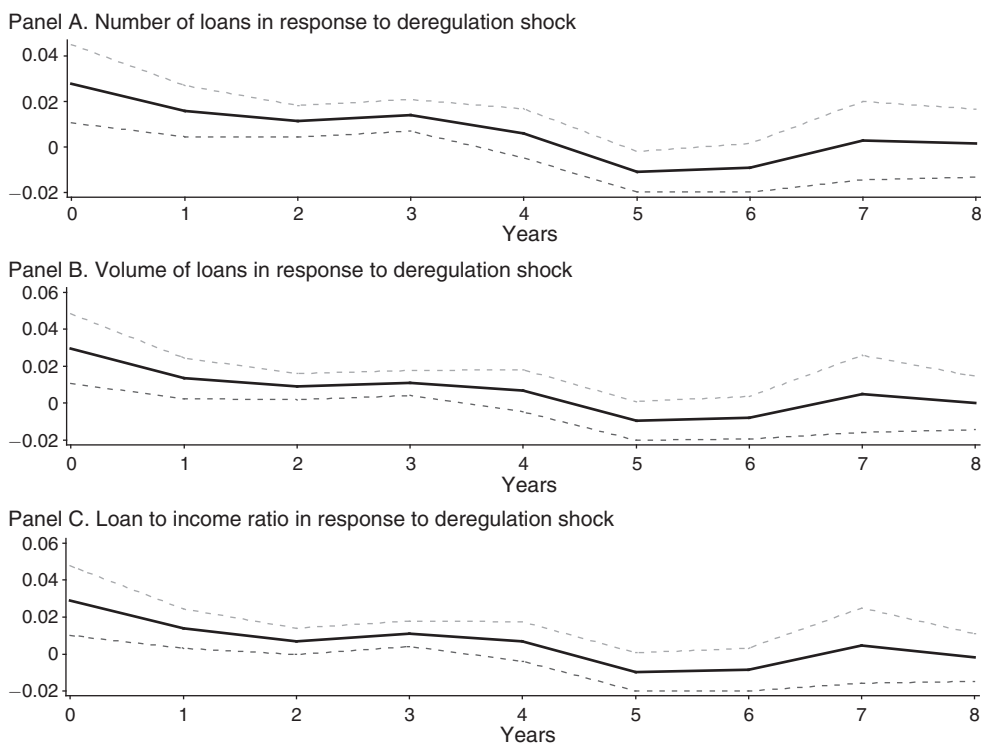 Panel A. Number of loans in response to deregulation shock
0.04
0.02
0
−0.02
0 1 2 3 4 5 6 7 8
Years
Panel B. Volume of loans in response to deregulation shock
0.06
0.04
0.02
0
−0.02
0 1 2 3 4 5 6 7 8
Years
Panel C. Loan to income ratio in response to deregulation shock
0.06
0.04
0.02
0
−0.02
0 1 2 3 4 5 6 7 8
Years